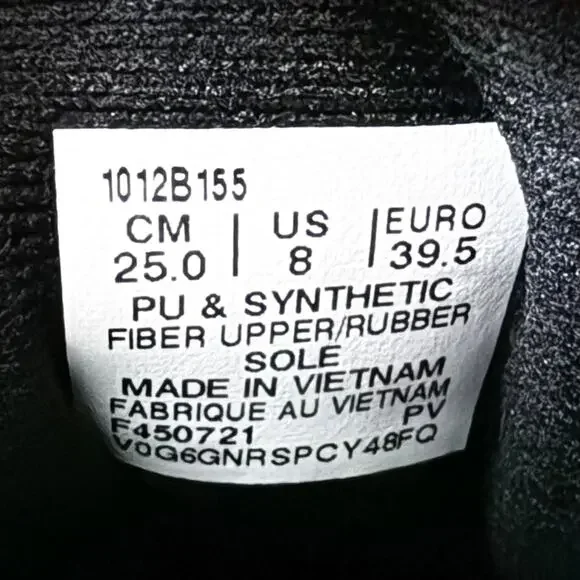 1012B155
CM | US | EURO
25.0 | 8 | 39.5
PU & SYNTHETIC
FIBER UPPER/RUBBER
SOLE
MADE IN VIETNAM
FABRIQUE AU VIETNAM
F450721 PV
V0G6GNRSPCY48FQ